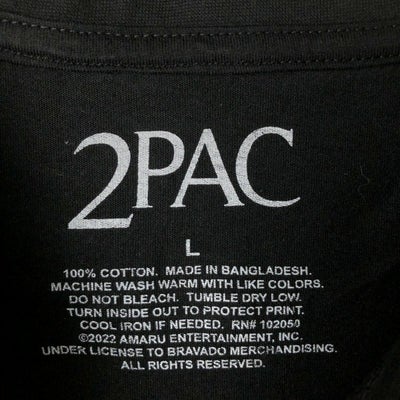 2PAC
L
100% COTTON. MADE IN BANGLADESH.
MACHINE WASH WARM WITH LIKE COLORS.
DO NOT BLEACH. TUMBLE DRY LOW.
TURN INSIDE OUT TO PROTECT PRINT.
COOL IRON IF NEEDED. RN# 102050
©2022 AMARU ENTERTAINMENT, INC.
UNDER LICENSE TO BRAVADO MERCHANDISING.
ALL RIGHTS RESERVED.